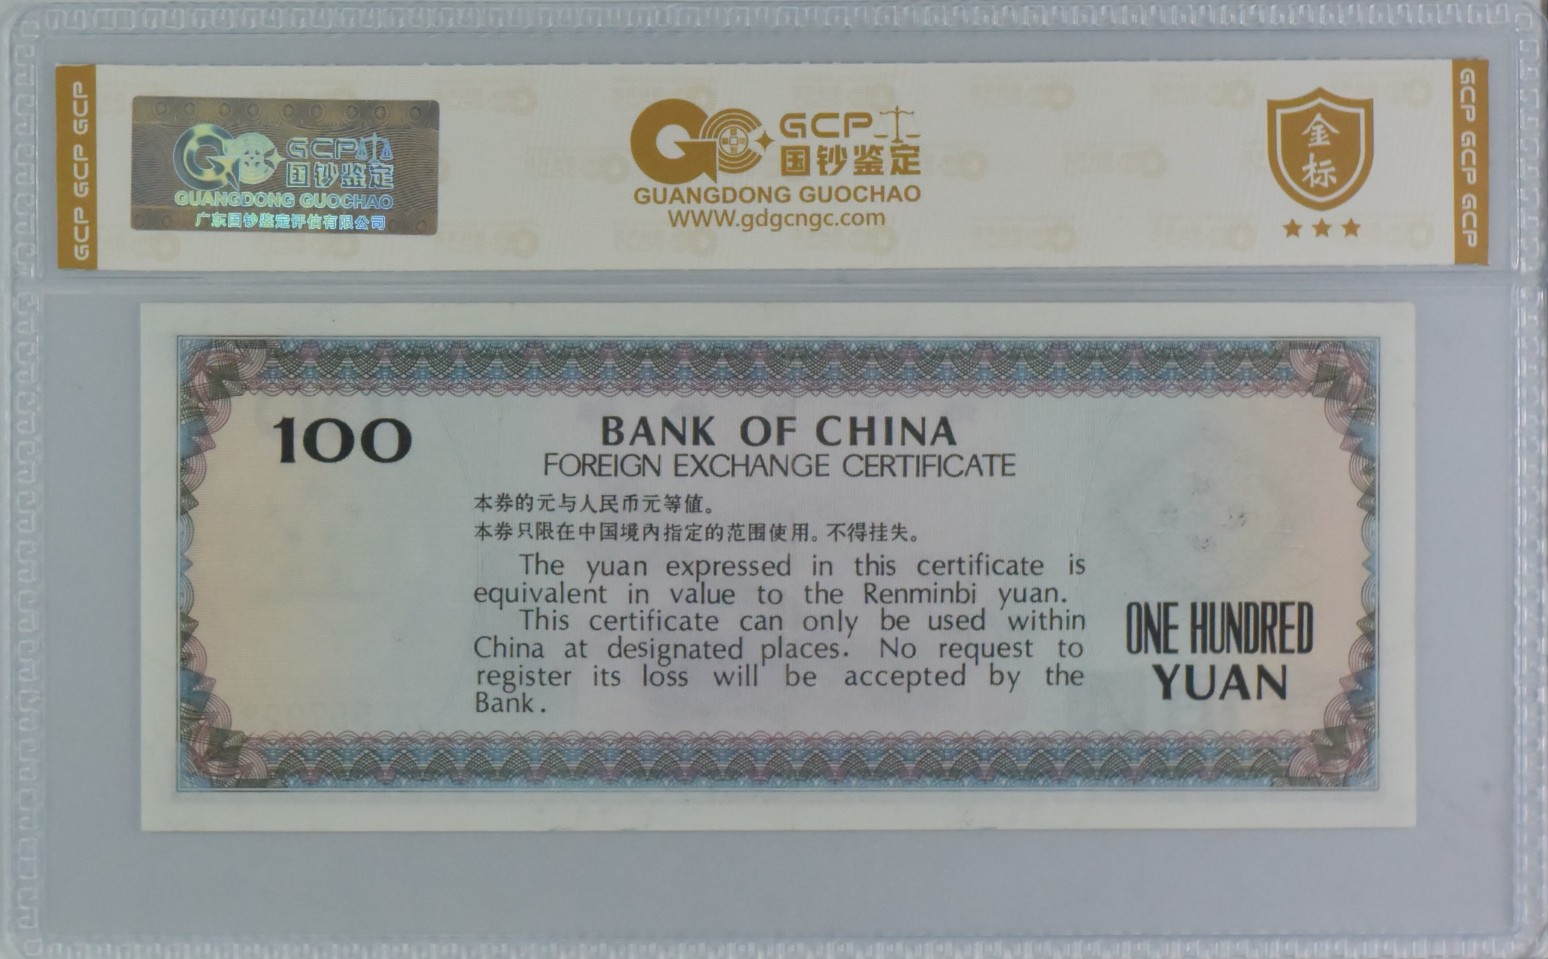 GCP GCP GCP
GCP
国钞鉴定
GUANGDONG GUOCHAO
广东国钞鉴定评估有限公司
GCP
国钞鉴定
GUANGDONG GUOCHAO
WWW.gdgcngc.com
金
标
GCP GCP GCP
100
BANK OF CHINA
FOREIGN EXCHANGE CERTIFICATE
本券的元与人民币元等值。
本券只限在中国境内指定的范围使用。不得挂失。
The yuan expressed in this certificate is
equivalent in value to the Renminbi yuan.
This certificate can only be used within
China at designated places. No request to
register its loss will be accepted by the
Bank.
ONE HUNDRED
YUAN